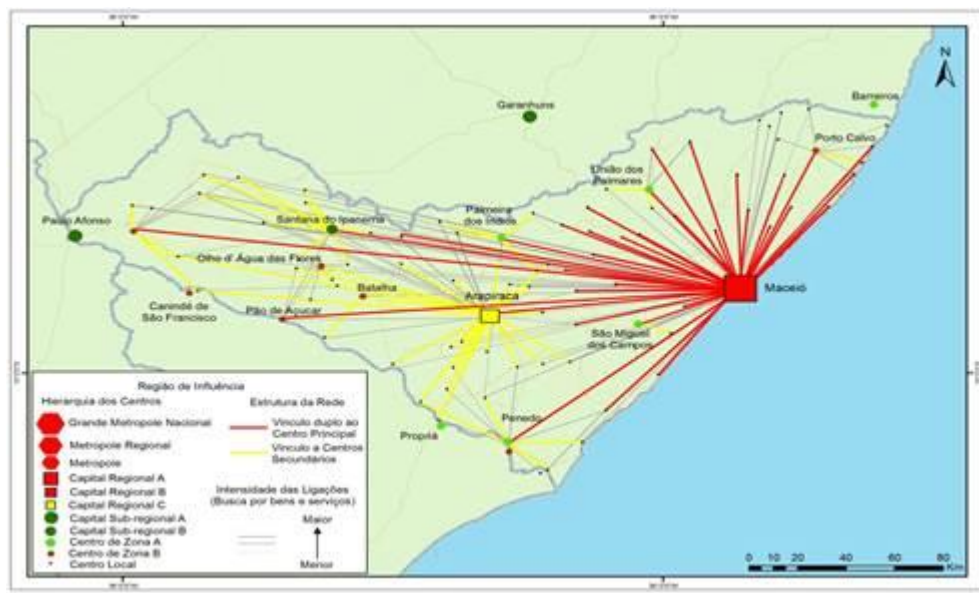 N
Barreiros
Garanhuns
Porto Calvo
União dos
Palmares
Paulo Afonso
Santana do Ipanema
Palmeira
dos Índios
Olho d' Água das Flores
Batalha
Maceió
Canindé de
São Francisco
Pão de Açucar
Arapiraca
São Miguel
dos Campos
Propriá
Penedo
Região de Influência
Hierarquia dos Centros
Grande Metropole Nacional
Metropole Regional
Metropole
Capital Regional A
Capital Regional B
Capital Regional C
Capital Sub-regional A
Capital Sub-regional B
Centro de Zona A
Centro de Zona B
Centro Local
Estrutura da Rede
Vinculo duplo ao
Centro Principal
Vinculo a Centros
Secundários
Intensidade das Ligações
(Busca por bens e serviços)
Maior
Menor
0 5 10 20 40 60 80
Km